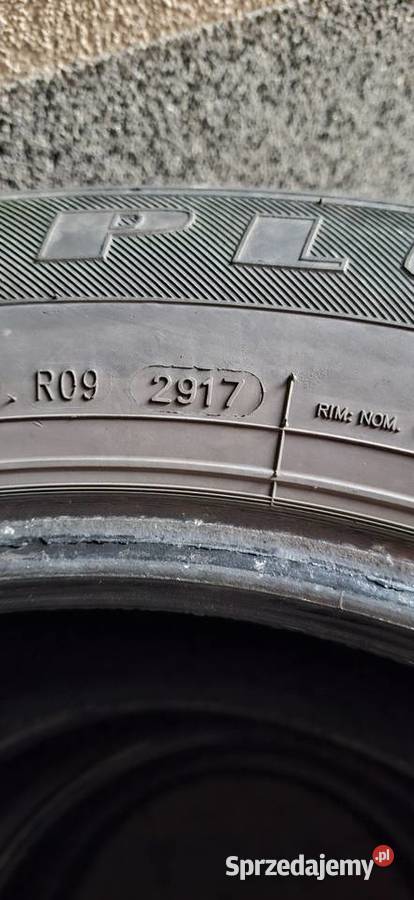 PL
R09 2917 RIM: NOM.
Sprzedajemy.pl